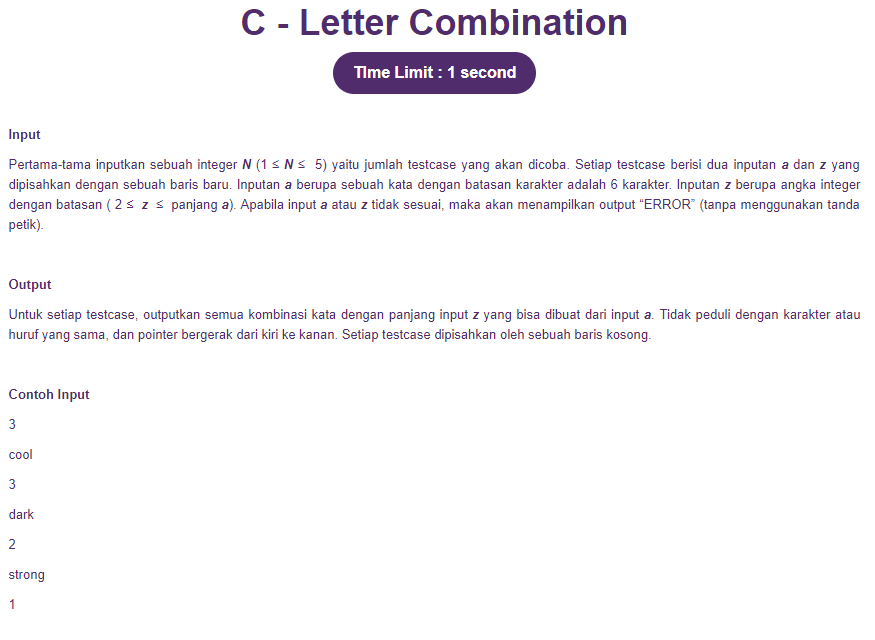 C - Letter Combination
TIme Limit : 1 second
Input
Pertama-tama inputkan sebuah integer N (1 ≤ N ≤ 5) yaitu jumlah testcase yang akan dicoba. Setiap testcase berisi dua inputan a dan z yang
dipisahkan dengan sebuah baris baru. Inputan a berupa sebuah kata dengan batasan karakter adalah 6 karakter. Inputan z berupa angka integer
dengan batasan ( 2 ≤ z ≤ panjang a). Apabila input a atau z tidak sesuai, maka akan menampilkan output “ERROR” (tanpa menggunakan tanda
petik).
Output
Untuk setiap testcase, outputkan semua kombinasi kata dengan panjang input z yang bisa dibuat dari input a. Tidak peduli dengan karakter atau
huruf yang sama, dan pointer bergerak dari kiri ke kanan. Setiap testcase dipisahkan oleh sebuah baris kosong.
Contoh Input
3
cool
3
dark
2
strong
1